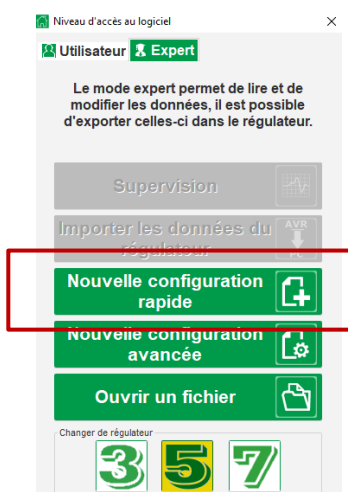 Niveau d'accès au logiciel
Utilisateur
Expert
Le mode expert permet de lire et de
modifier les données, il est possible
d'exporter celles-ci dans le régulateur.
Supervision
Importer les données du
régulateur
AVR
PC
Nouvelle configuration
rapide
Nouvelle configuration
avancée
Ouvrir un fichier
Changer de régulateur
3 5 7